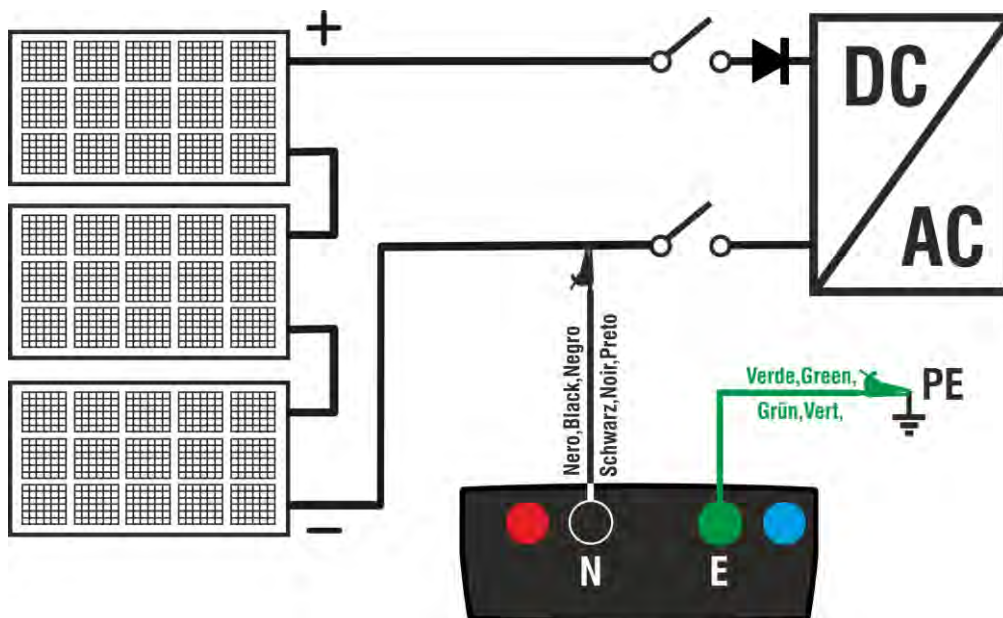 +
DC
AC
Nero,Black,Negro
Schwarz,Noir,Preto
Verde,Green,
Grün,Vert,
PE
−
N
E